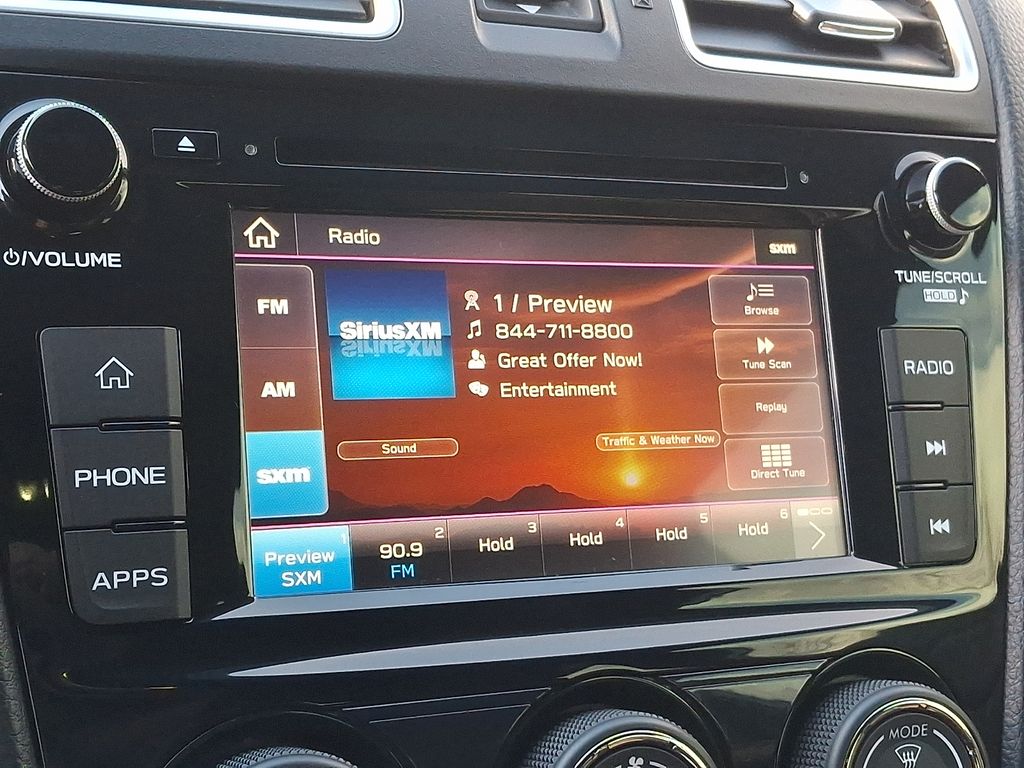 /VOLUME
TUNE/SCROLL
HOLD
PHONE
APPS
RADIO
Radio
sxm
FM
AM
sxm
SiriusXM
1 / Preview
844-711-8800
Great Offer Now!
Entertainment
Sound
Traffic & Weather Now
Browse
Tune Scan
Replay
Direct Tune
Preview 1
SXM
90.9 2
FM
Hold 3
Hold 4
Hold 5
Hold 6
MODE